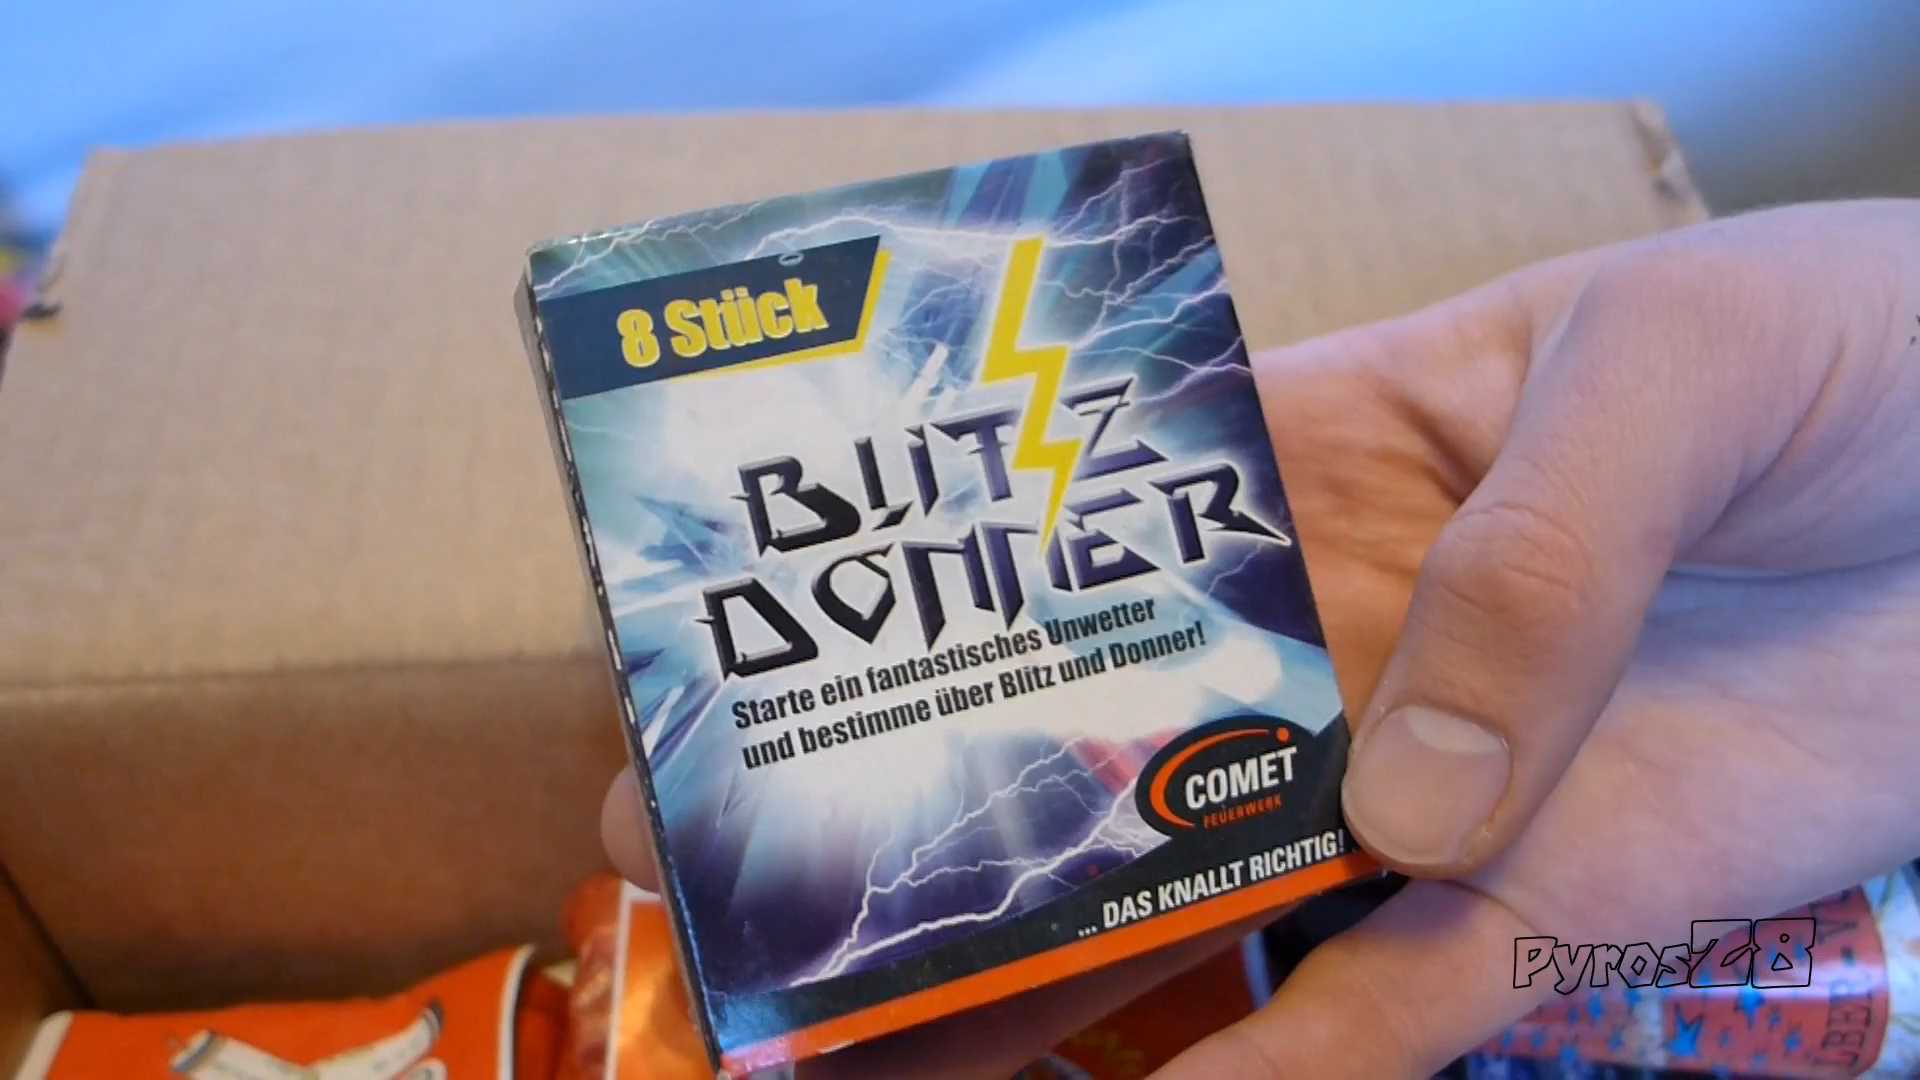 8 Stück
BLITZ
DONNER
Starte ein fantastisches Unwetter
und bestimme über Blitz und Donner!
COMET
FEUERWERK
... DAS KNALLT RICHTIG!
PyrosZ8